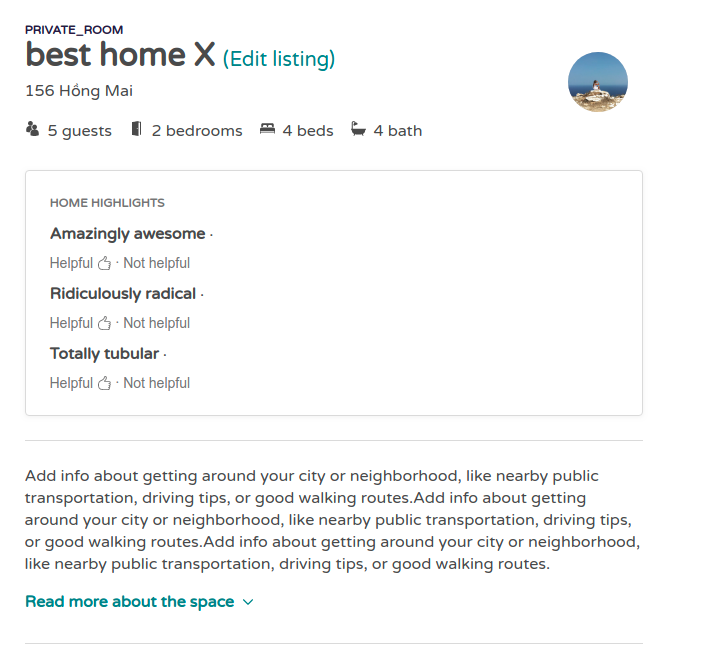 PRIVATE_ROOM
best home X (Edit listing)
156 Hồng Mai
5 guests 2 bedrooms 4 beds 4 bath
HOME HIGHLIGHTS
Amazingly awesome ·
Helpful · Not helpful
Ridiculously radical ·
Helpful · Not helpful
Totally tubular ·
Helpful · Not helpful
Add info about getting around your city or neighborhood, like nearby public
transportation, driving tips, or good walking routes.Add info about getting
around your city or neighborhood, like nearby public transportation, driving tips,
or good walking routes.Add info about getting around your city or neighborhood,
like nearby public transportation, driving tips, or good walking routes.
Read more about the space